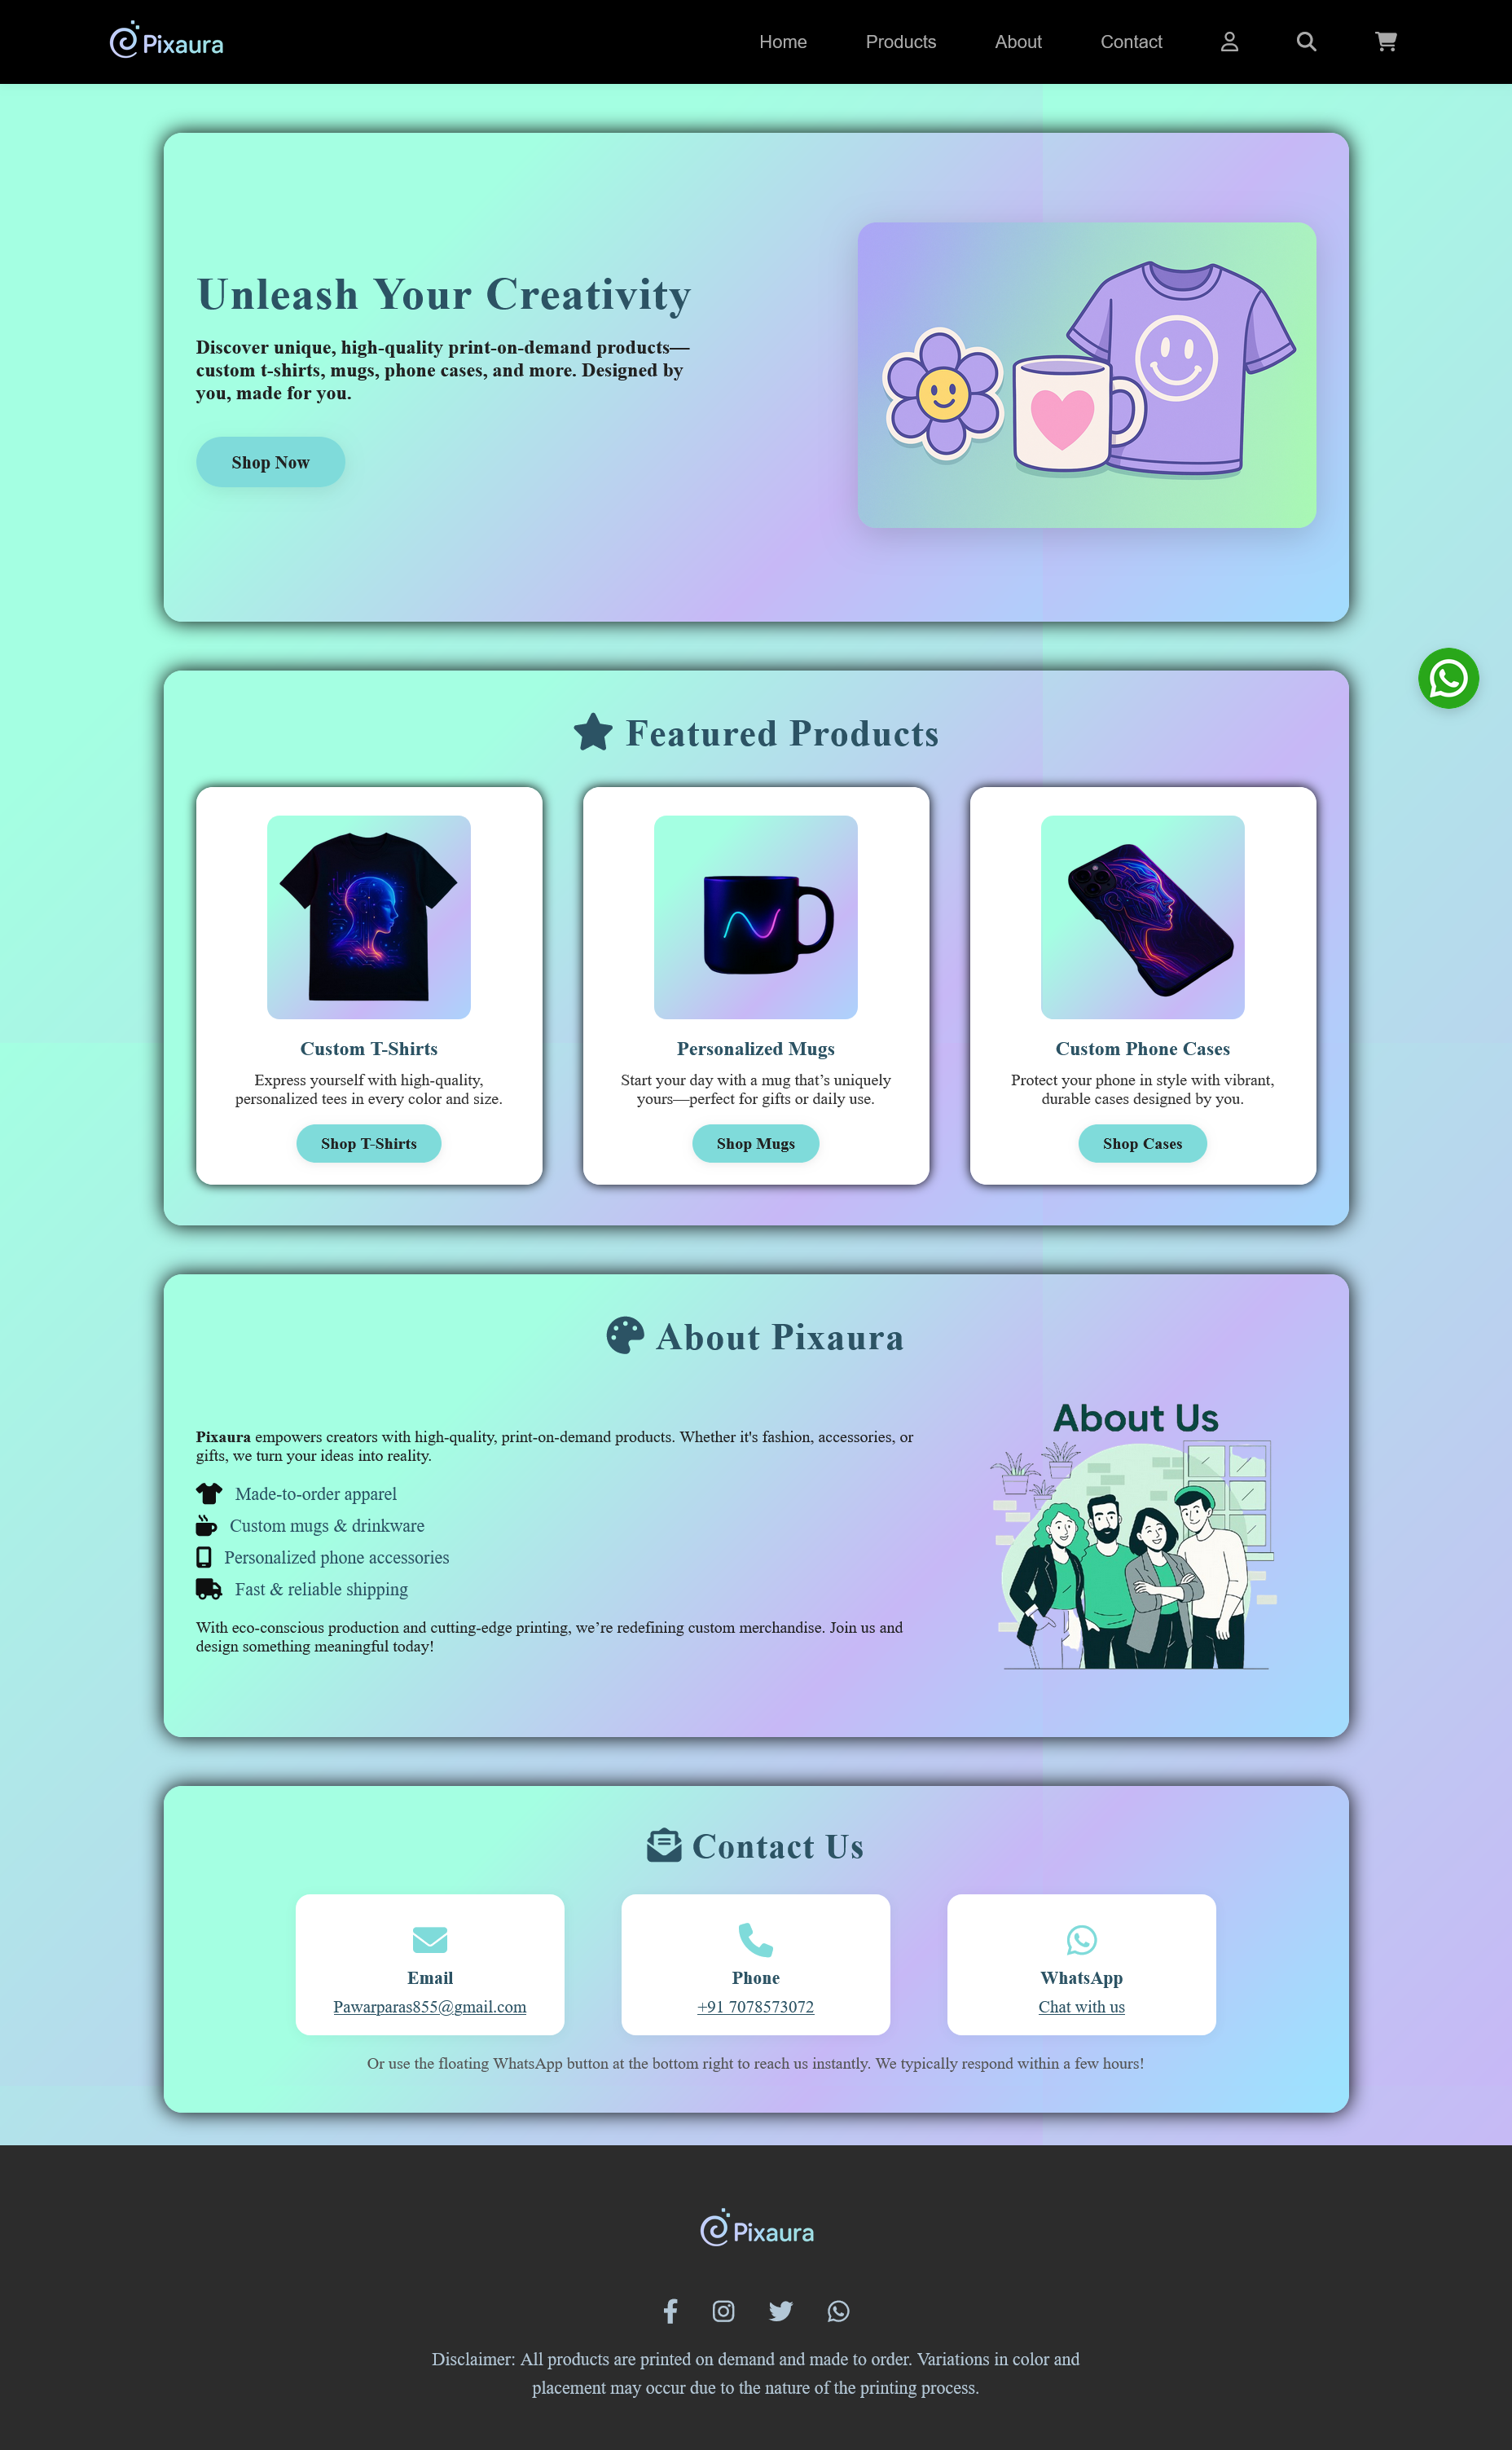 Pixaura
Home
Products
About
Contact
Unleash Your Creativity
Discover unique, high-quality print-on-demand products—
custom t-shirts, mugs, phone cases, and more. Designed by
you, made for you.
Shop Now
Featured Products
Custom T-Shirts
Express yourself with high-quality,
personalized tees in every color and size.
Shop T-Shirts
Personalized Mugs
Start your day with a mug that’s uniquely
yours—perfect for gifts or daily use.
Shop Mugs
Custom Phone Cases
Protect your phone in style with vibrant,
durable cases designed by you.
Shop Cases
About Pixaura
Pixaura empowers creators with high-quality, print-on-demand products. Whether it's fashion, accessories, or
gifts, we turn your ideas into reality.
Made-to-order apparel
Custom mugs & drinkware
Personalized phone accessories
Fast & reliable shipping
With eco-conscious production and cutting-edge printing, we’re redefining custom merchandise. Join us and
design something meaningful today!
About Us
Contact Us
Email
Pawarparas855@gmail.com
Phone
+91 7078573072
WhatsApp
Chat with us
Or use the floating WhatsApp button at the bottom right to reach us instantly. We typically respond within a few hours!
Pixaura
Disclaimer: All products are printed on demand and made to order. Variations in color and
placement may occur due to the nature of the printing process.